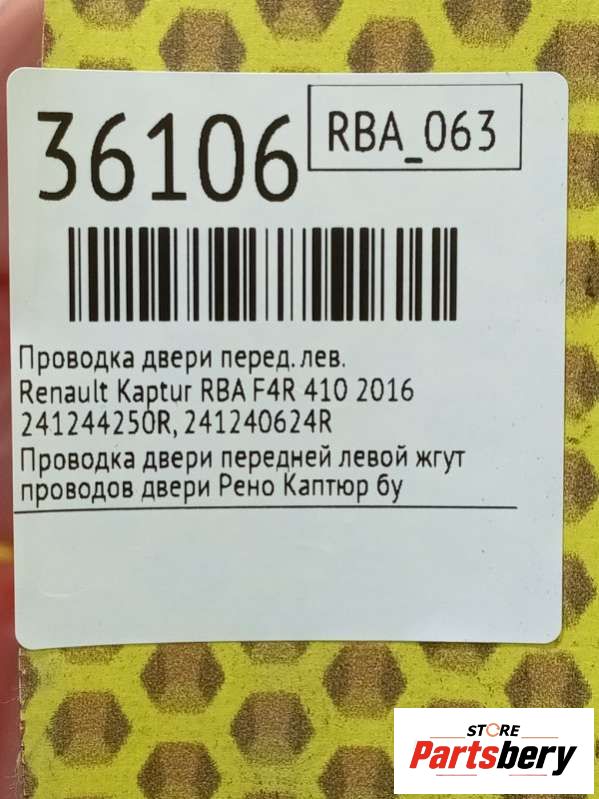 36106
RBA_063
Проводка двери перед. лев.
Renault Kaptur RBA F4R 410 2016
241244250R, 241240624R
Проводка двери передней левой жгут
проводов двери Рено Каптюр бу
STORE
Partsbery